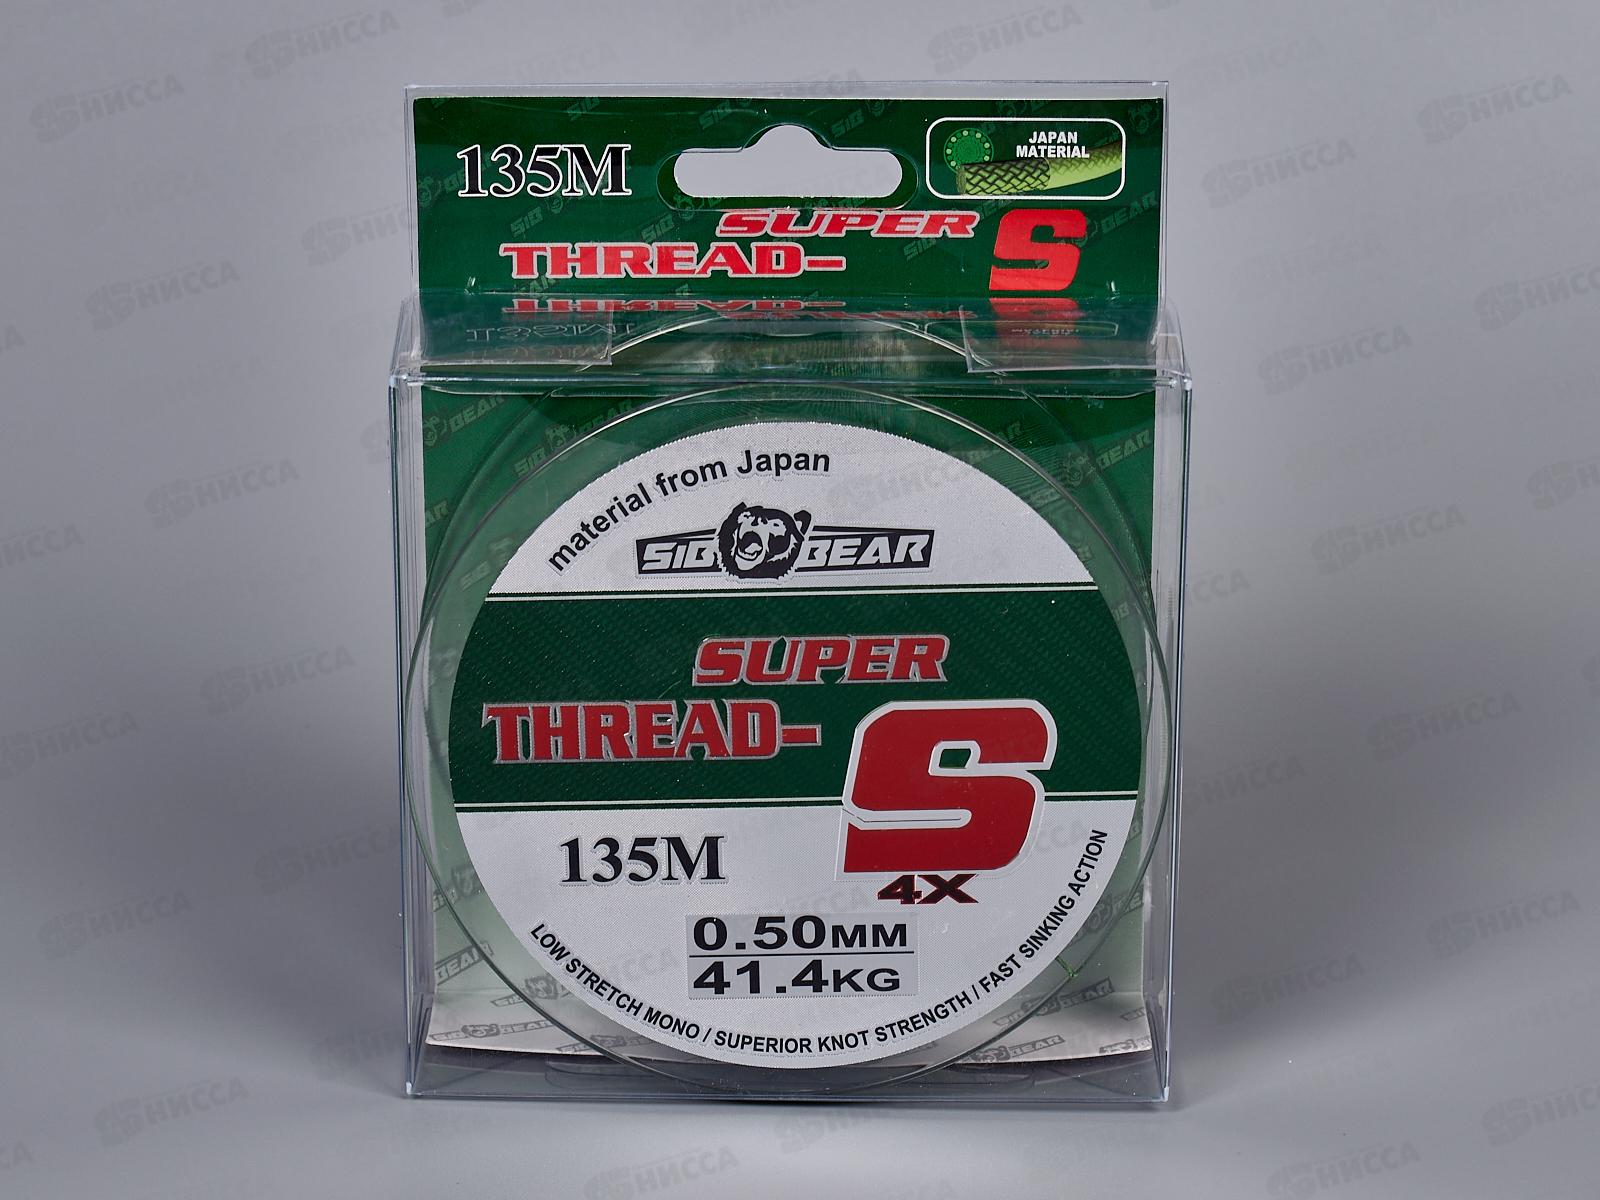 135M
JAPAN
MATERIAL
SUPER
THREAD-S
material from Japan
SIB BEAR
SUPER
THREAD-S
135M
4X
0.50MM
41.4KG
LOW STRETCH MONO / SUPERIOR KNOT STRENGTH / FAST SINKING ACTION
НИССА